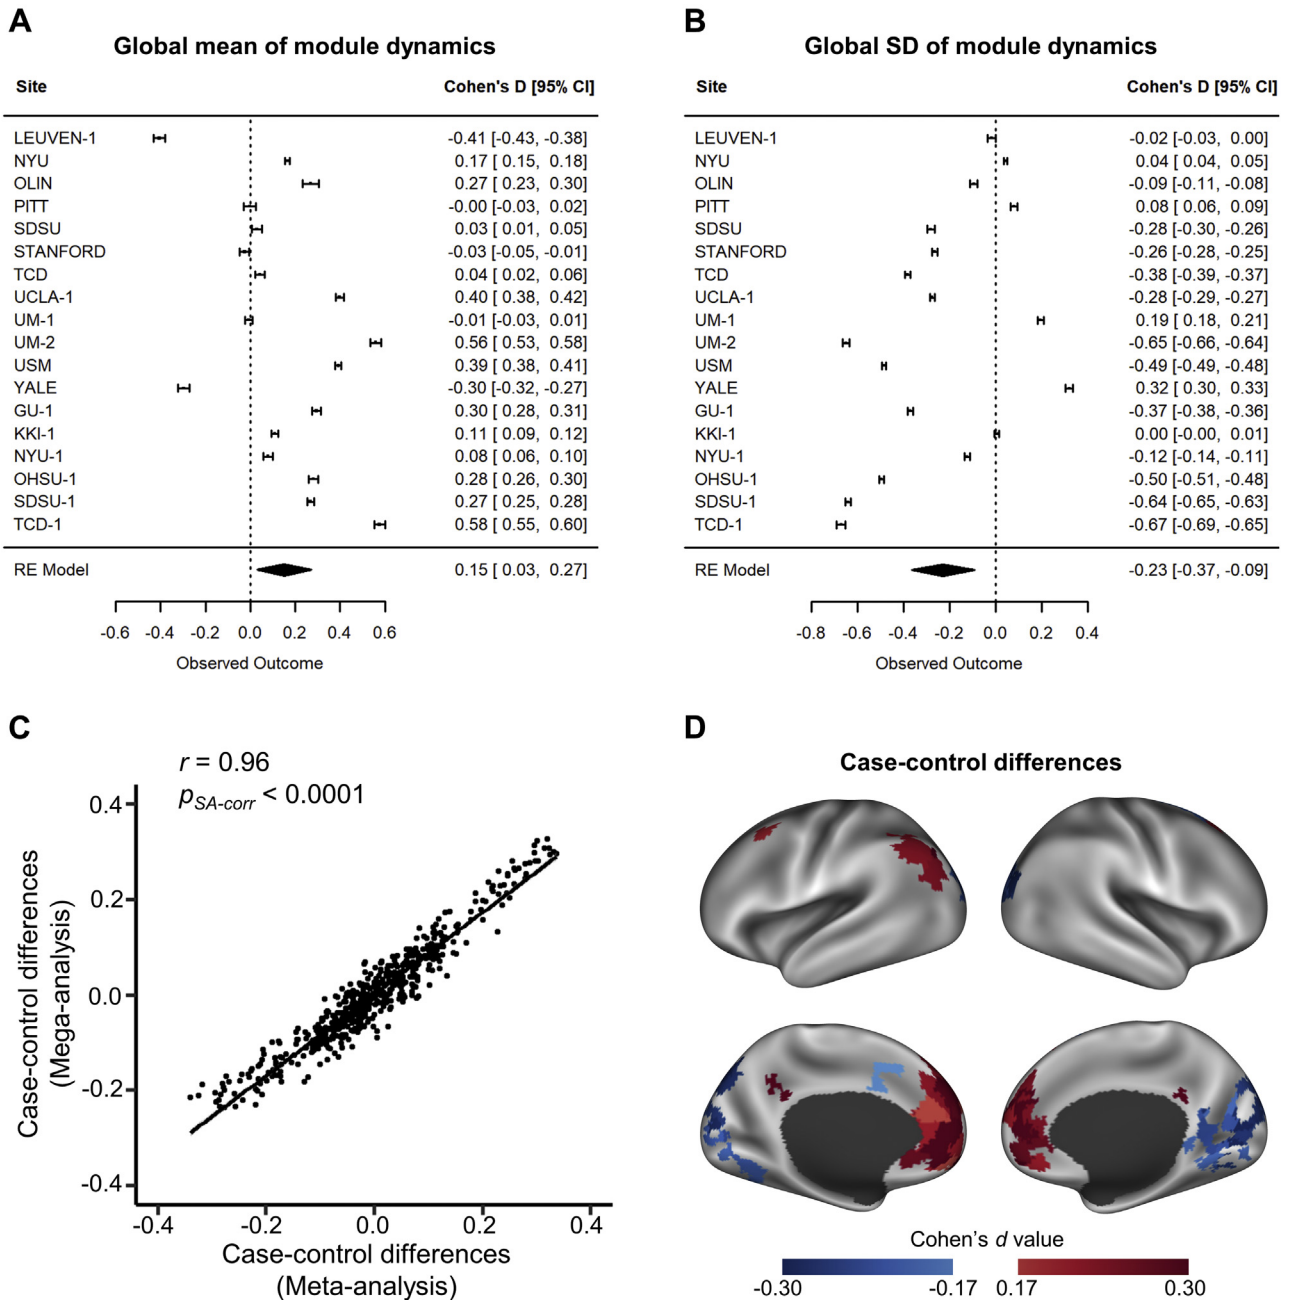 A
Global mean of module dynamics
Site Cohen's D [95% CI]
LEUVEN-1 -0.41 [-0.43, -0.38]
NYU 0.17 [ 0.15, 0.18]
OLIN 0.27 [ 0.23, 0.30]
PITT -0.00 [-0.03, 0.02]
SDSU 0.03 [ 0.01, 0.05]
STANFORD -0.03 [-0.05, -0.01]
TCD 0.04 [ 0.02, 0.06]
UCLA-1 0.40 [ 0.38, 0.42]
UM-1 -0.01 [-0.03, 0.01]
UM-2 0.56 [ 0.53, 0.58]
USM 0.39 [ 0.38, 0.41]
YALE -0.30 [-0.32, -0.27]
GU-1 0.30 [ 0.28, 0.31]
KKI-1 0.11 [ 0.09, 0.12]
NYU-1 0.08 [ 0.06, 0.10]
OHSU-1 0.28 [ 0.26, 0.30]
SDSU-1 0.27 [ 0.25, 0.28]
TCD-1 0.58 [ 0.55, 0.60]
RE Model 0.15 [ 0.03, 0.27]
-0.6 -0.4 -0.2 0.0 0.2 0.4 0.6
Observed Outcome
B
Global SD of module dynamics
Site Cohen's D [95% CI]
LEUVEN-1 -0.02 [-0.03, 0.00]
NYU 0.04 [ 0.04, 0.05]
OLIN -0.09 [-0.11, -0.08]
PITT 0.08 [ 0.06, 0.09]
SDSU -0.28 [-0.30, -0.26]
STANFORD -0.26 [-0.28, -0.25]
TCD -0.38 [-0.39, -0.37]
UCLA-1 -0.28 [-0.29, -0.27]
UM-1 0.19 [ 0.18, 0.21]
UM-2 -0.65 [-0.66, -0.64]
USM -0.49 [-0.49, -0.48]
YALE 0.32 [ 0.30, 0.33]
GU-1 -0.37 [-0.38, -0.36]
KKI-1 0.00 [-0.00, 0.01]
NYU-1 -0.12 [-0.14, -0.11]
OHSU-1 -0.50 [-0.51, -0.48]
SDSU-1 -0.64 [-0.65, -0.63]
TCD-1 -0.67 [-0.69, -0.65]
RE Model -0.23 [-0.37, -0.09]
-0.8 -0.6 -0.4 -0.2 0.0 0.2 0.4
Observed Outcome
C
r = 0.96
pSA-corr < 0.0001
Case-control differences
(Mega-analysis)
0.4
0.2
0.0
-0.2
-0.4
-0.4 -0.2 0.0 0.2 0.4
Case-control differences
(Meta-analysis)
D
Case-control differences
Cohen's d value
-0.30 -0.17 0.17 0.30